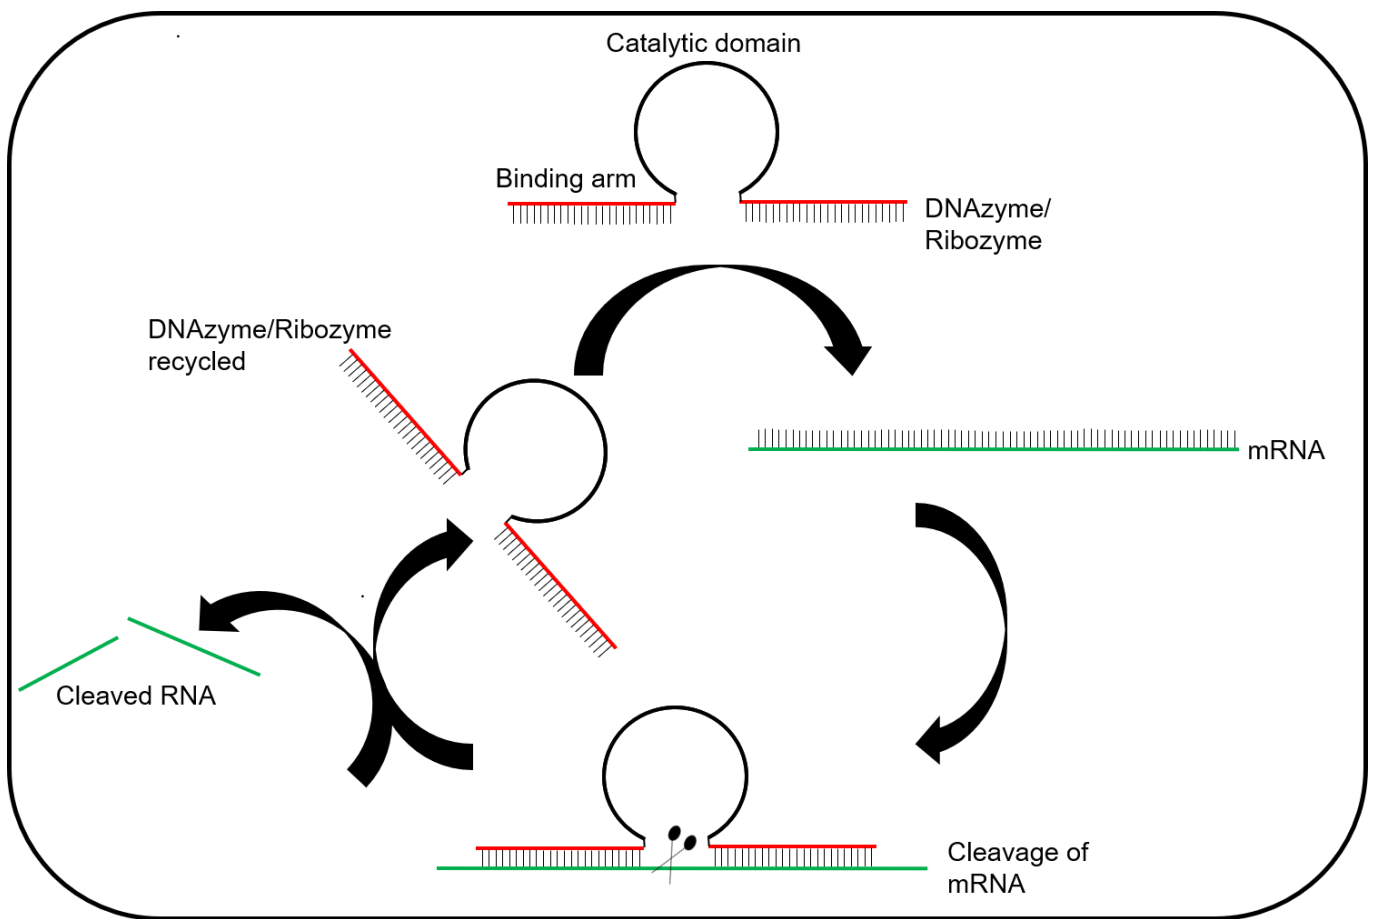 Catalytic domain
Binding arm
DNAzyme/
Ribozyme
DNAzyme/Ribozyme
recycled
mRNA
Cleaved RNA
Cleavage of
mRNA